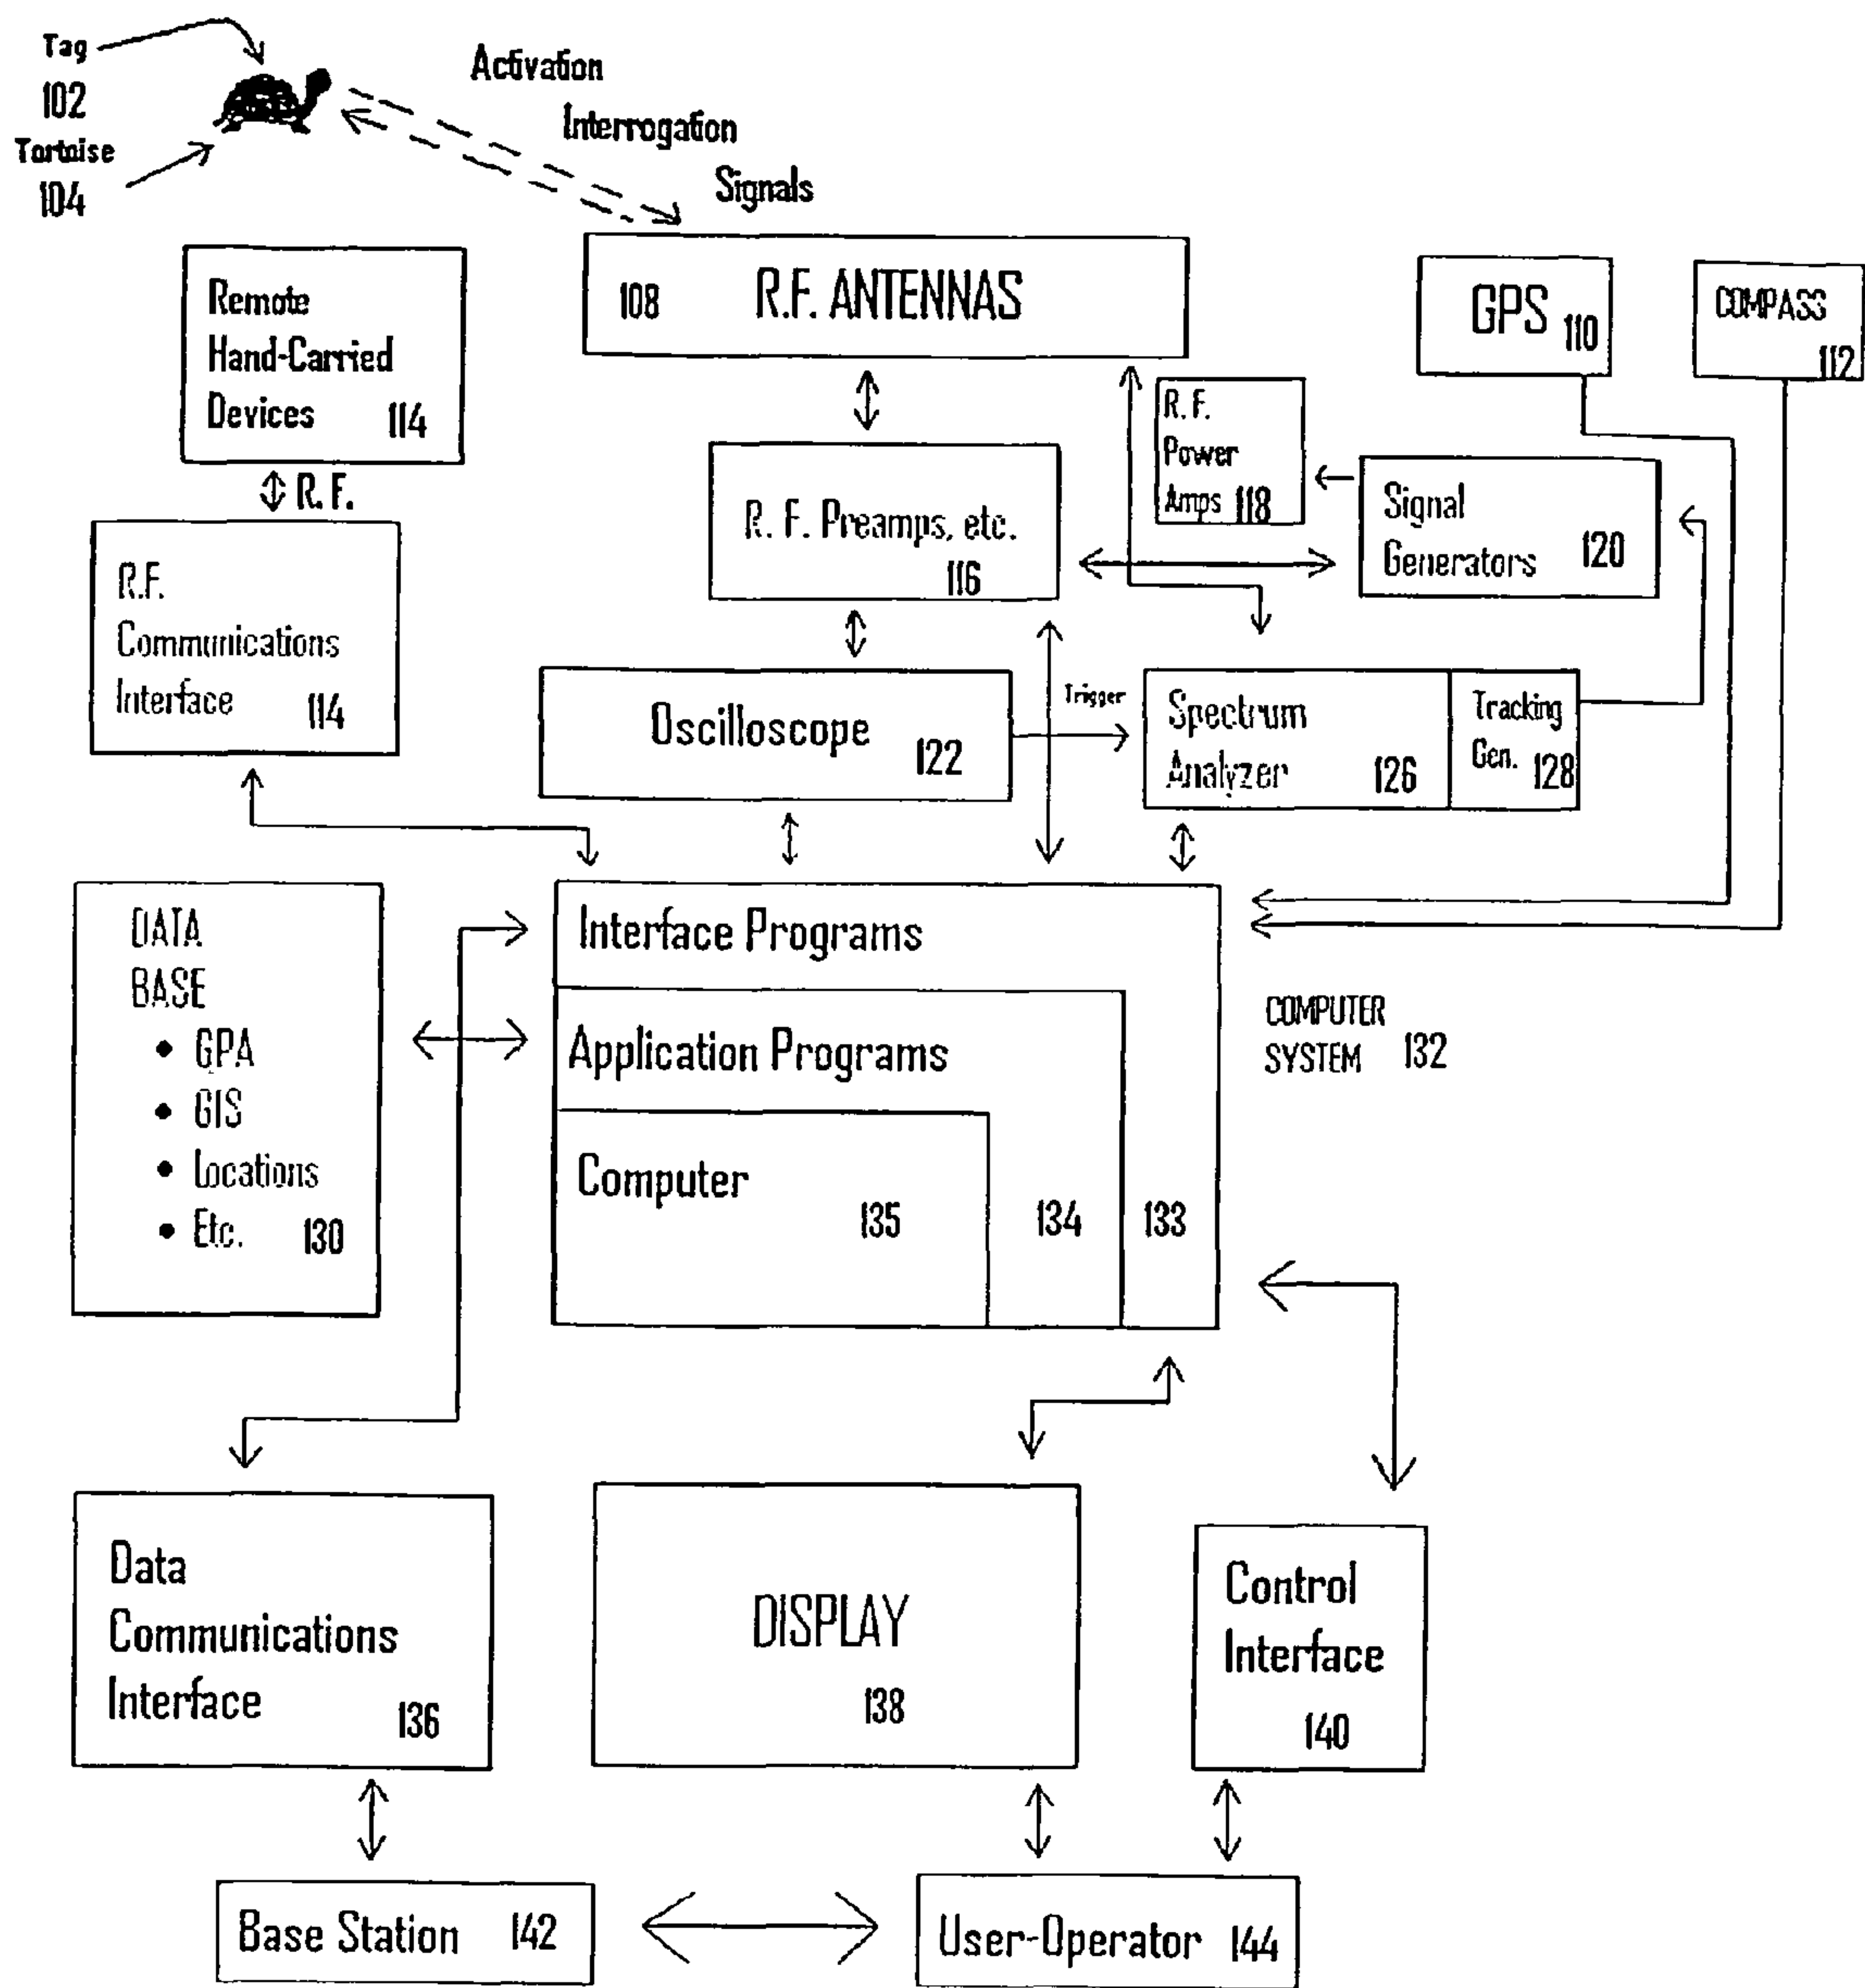 Tag
102
Tortoise
104
Activation
Interrogation
Signals
Remote
Hand-Carried
Devices 114
R.F.
108 R.F. ANTENNAS
GPS 110
COMPASS
112
R. F.
Power
Amps 118
R. F. Preamps, etc.
116
Signal
Generators 120
R.F.
Communications
Interface 114
Oscilloscope
122
Trigger
Spectrum
Analyzer 126
Tracking
Gen. 128
DATA
BASE
• GPA
• GIS
• Locations
• Etc. 130
Interface Programs
Application Programs
Computer
135 134 133
COMPUTER
SYSTEM 132
Data
Communications
Interface 136
DISPLAY
138
Control
Interface
140
Base Station 142
User-Operator 144